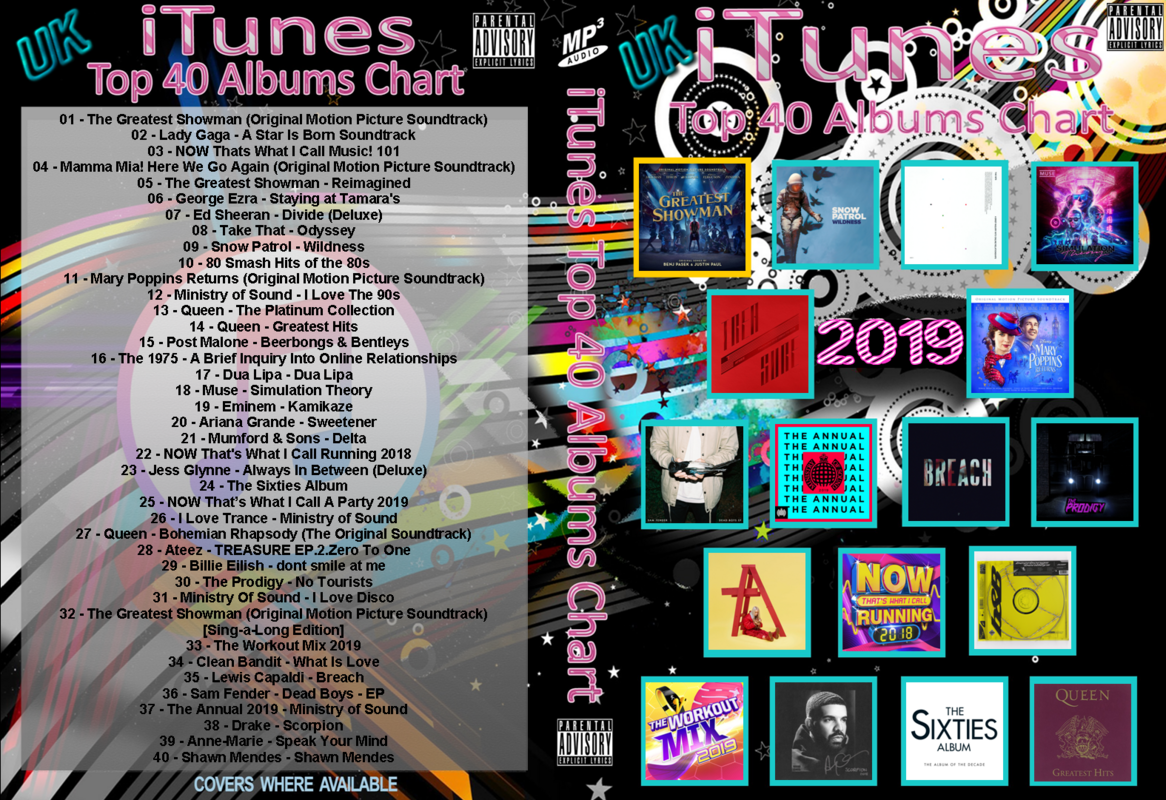 UK
iTunes
Top 40 Albums Chart
PARENTAL
ADVISORY
EXPLICIT LYRICS
01 - The Greatest Showman (Original Motion Picture Soundtrack)
02 - Lady Gaga - A Star Is Born Soundtrack
03 - NOW Thats What I Call Music! 101
04 - Mamma Mia! Here We Go Again (Original Motion Picture Soundtrack)
05 - The Greatest Showman - Reimagined
06 - George Ezra - Staying at Tamara's
07 - Ed Sheeran - Divide (Deluxe)
08 - Take That - Odyssey
09 - Snow Patrol - Wildness
10 - 80 Smash Hits of the 80s
11 - Mary Poppins Returns (Original Motion Picture Soundtrack)
12 - Ministry of Sound - I Love The 90s
13 - Queen - The Platinum Collection
14 - Queen - Greatest Hits
15 - Post Malone - Beerbongs & Bentleys
16 - The 1975 - A Brief Inquiry Into Online Relationships
17 - Dua Lipa - Dua Lipa
18 - Muse - Simulation Theory
19 - Eminem - Kamikaze
20 - Ariana Grande - Sweetener
21 - Mumford & Sons - Delta
22 - NOW That's What I Call Running 2018
23 - Jess Glynne - Always In Between (Deluxe)
24 - The Sixties Album
25 - NOW That's What I Call A Party 2019
26 - I Love Trance - Ministry of Sound
27 - Queen - Bohemian Rhapsody (The Original Soundtrack)
28 - Ateez - TREASURE EP.2.Zero To One
29 - Billie Eilish - dont smile at me
30 - The Prodigy - No Tourists
31 - Ministry Of Sound - I Love Disco
32 - The Greatest Showman (Original Motion Picture Soundtrack)
[Sing-a-Long Edition]
33 - The Workout Mix 2019
34 - Clean Bandit - What Is Love
35 - Lewis Capaldi - Breach
36 - Sam Fender - Dead Boys - EP
37 - The Annual 2019 - Ministry of Sound
38 - Drake - Scorpion
39 - Anne-Marie - Speak Your Mind
40 - Shawn Mendes - Shawn Mendes
COVERS WHERE AVAILABLE
MP3
AUDIO
iTunes Top 40 Albums Chart
PARENTAL
ADVISORY
EXPLICIT LYRICS
UK
iTunes
Top 40 Albums Chart
PARENTAL
ADVISORY
EXPLICIT LYRICS
THE
GREATEST
SHOWMAN
BENJ PASEK & JUSTIN PAUL
SNOW
PATROL
WILDNESS
MUSE
SIMULATION
2019
ORIGINAL MOTION PICTURE SOUNDTRACK
MARY
POPPINS
RETURNS
THE ANNUAL
THE ANNUAL
THE ANNUAL
THE ANNUAL
THE ANNUAL
THE ANNUAL
THE ANNUAL
BREACH
THE
PRODIGY
NOW
THAT'S WHAT I CALL
RUNNING
2018
THE WORKOUT
MIX
2019
THE
SIXTIES
ALBUM
THE ALBUM OF THE DECADE
QUEEN
GREATEST HITS